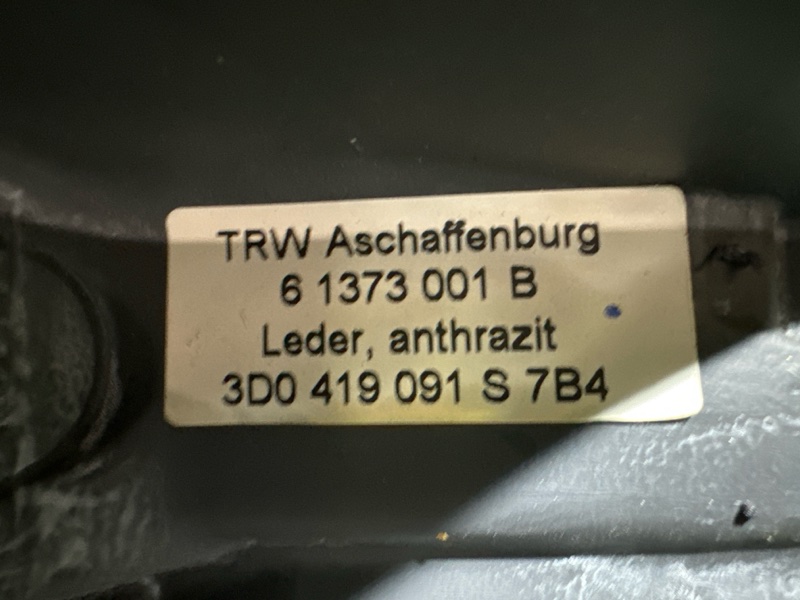 TRW Aschaffenburg
6 1373 001 B
Leder, anthrazit
3D0 419 091 S 7B4